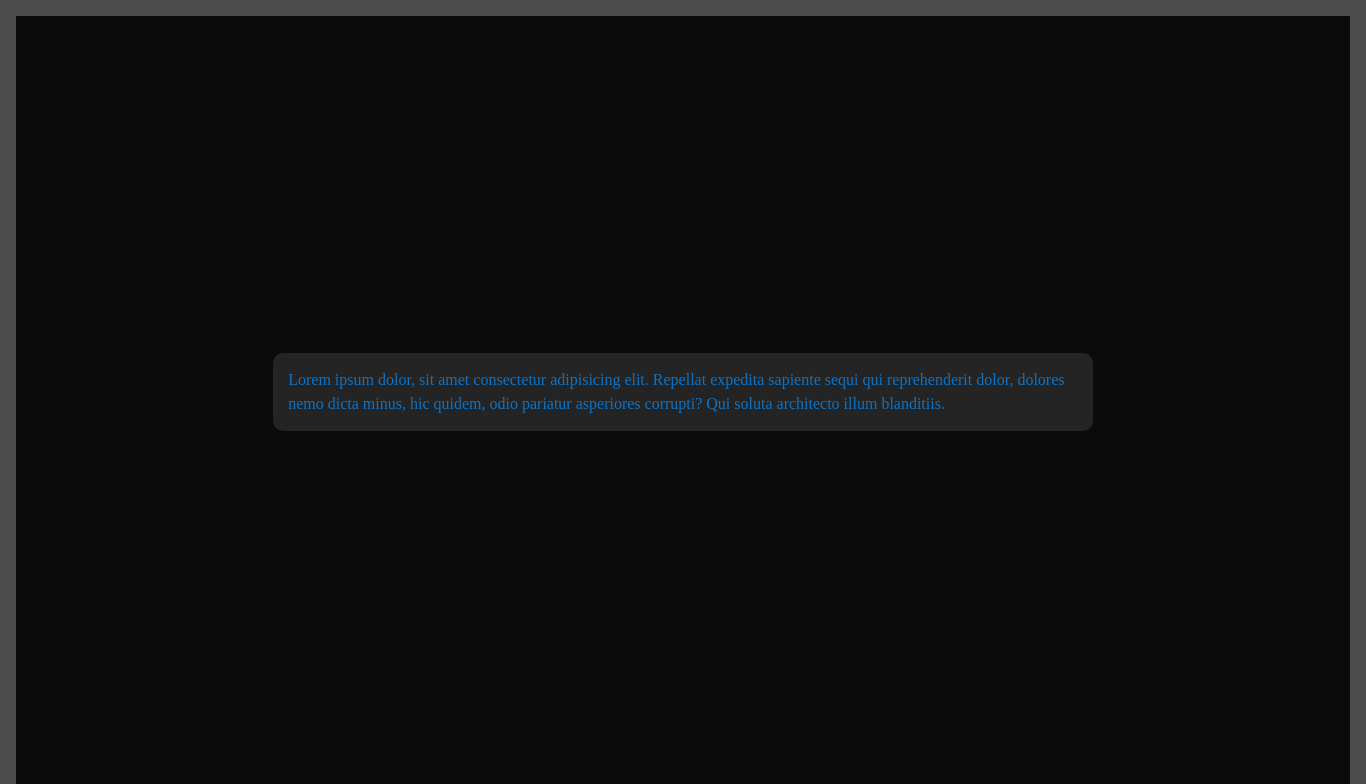 Lorem ipsum dolor, sit amet consectetur adipisicing elit. Repellat expedita sapiente sequi qui reprehenderit dolor, dolores
nemo dicta minus, hic quidem, odio pariatur asperiores corrupti? Qui soluta architecto illum blanditiis.